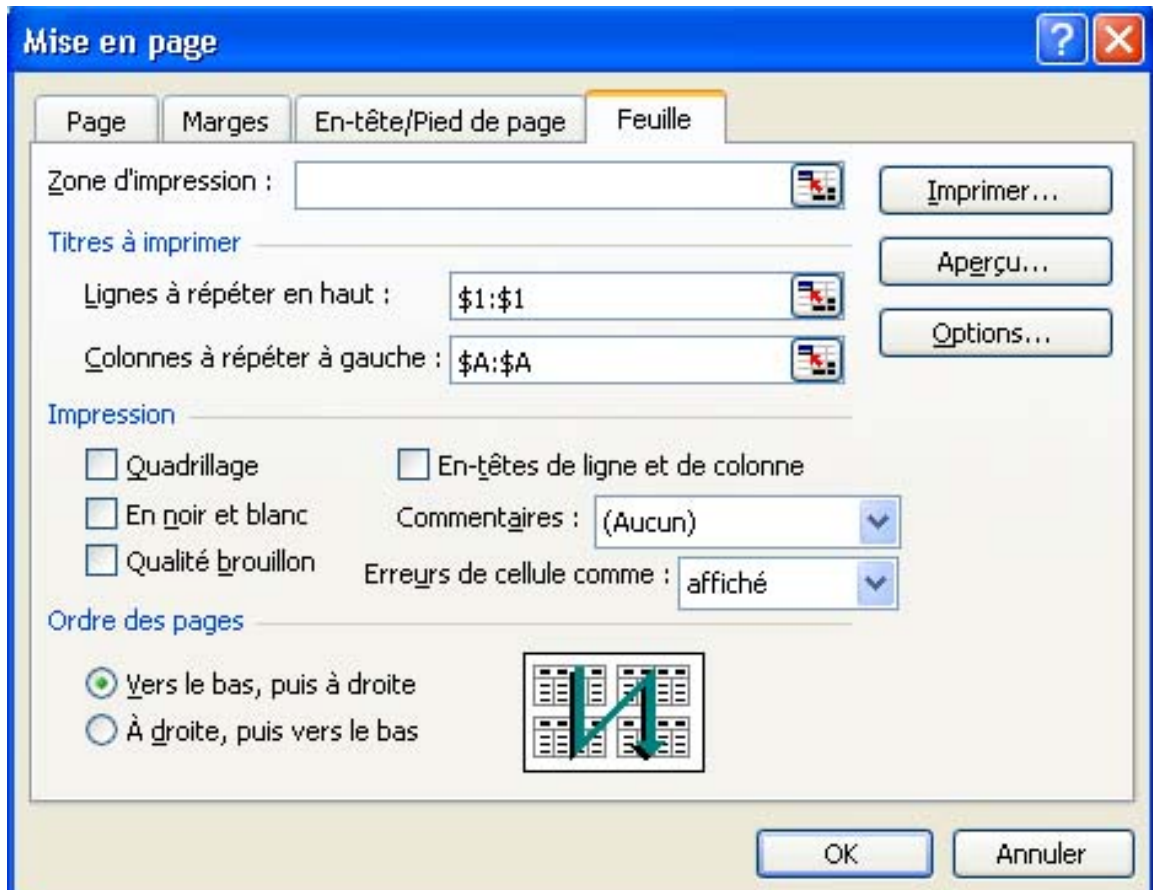 Mise en page
Page Marges En-tête/Pied de page Feuille
Zone d'impression :
Imprimer...
Titres à imprimer
Aperçu...
Lignes à répéter en haut : $1:$1
Options...
Colonnes à répéter à gauche : $A:$A
Impression
Quadrillage En-têtes de ligne et de colonne
En noir et blanc Commentaires : (Aucun)
Qualité brouillon Erreurs de cellule comme : affiché
Ordre des pages
Vers le bas, puis à droite
À droite, puis vers le bas
OK Annuler